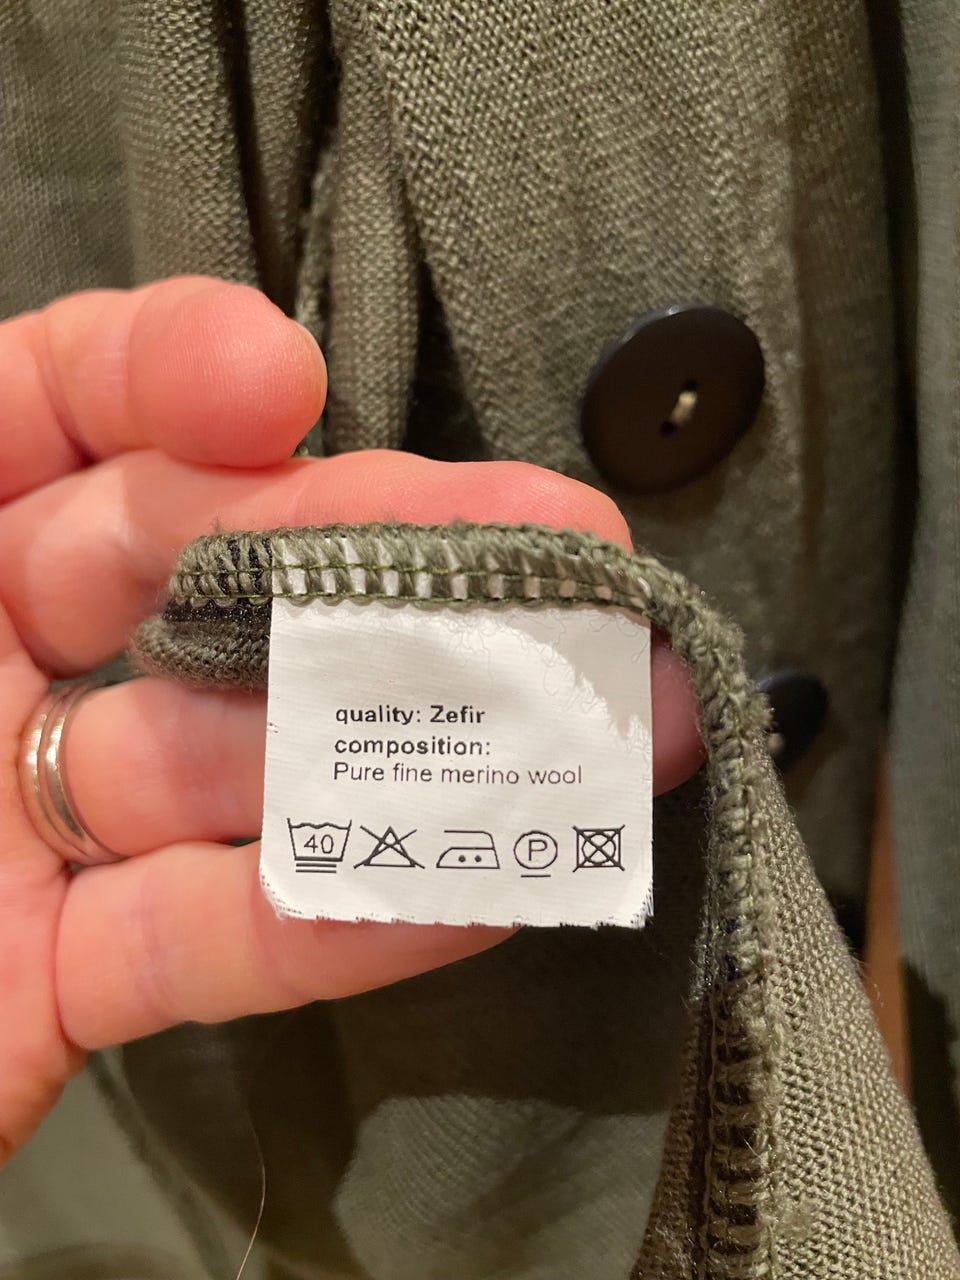 quality: Zefir
composition:
Pure fine merino wool
40 P